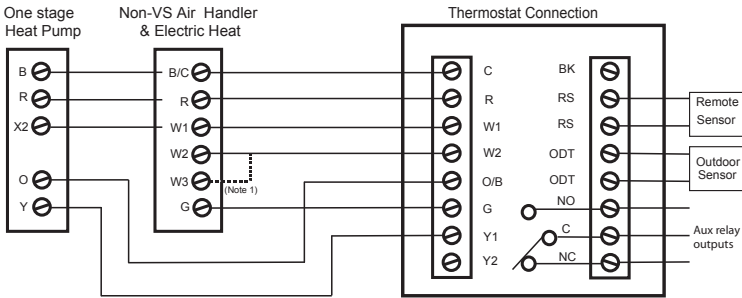 One stage
Heat Pump
Non-VS Air Handler
& Electric Heat
Thermostat Connection
B
R
X2
O
Y
B/C
R
W1
W2
W3
(Note 1)
G
C
R
W1
W2
O/B
G
Y1
Y2
BK
RS
RS
ODT
ODT
NO
C
NC
Remote
Sensor
Outdoor
Sensor
Aux relay
outputs